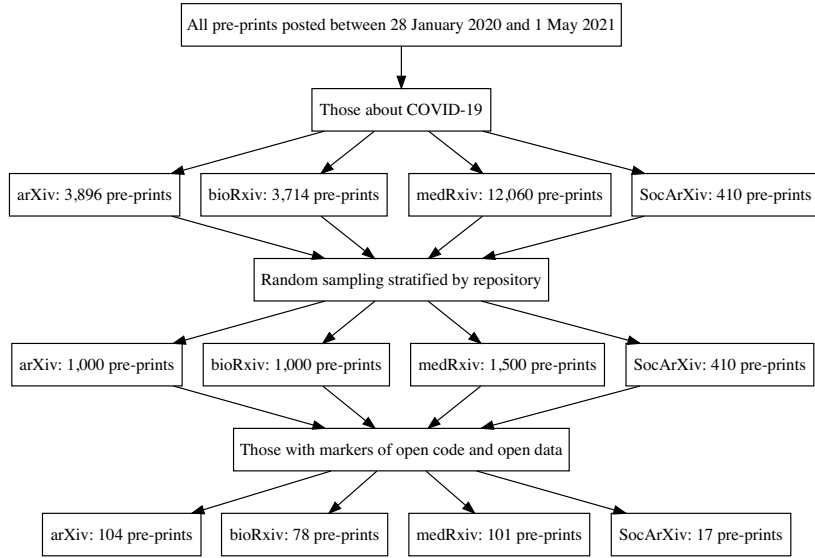 All pre-prints posted between 28 January 2020 and 1 May 2021
Those about COVID-19
arXiv: 3,896 pre-prints
bioRxiv: 3,714 pre-prints
medRxiv: 12,060 pre-prints
SocArXiv: 410 pre-prints
Random sampling stratified by repository
arXiv: 1,000 pre-prints
bioRxiv: 1,000 pre-prints
medRxiv: 1,500 pre-prints
SocArXiv: 410 pre-prints
Those with markers of open code and open data
arXiv: 104 pre-prints
bioRxiv: 78 pre-prints
medRxiv: 101 pre-prints
SocArXiv: 17 pre-prints